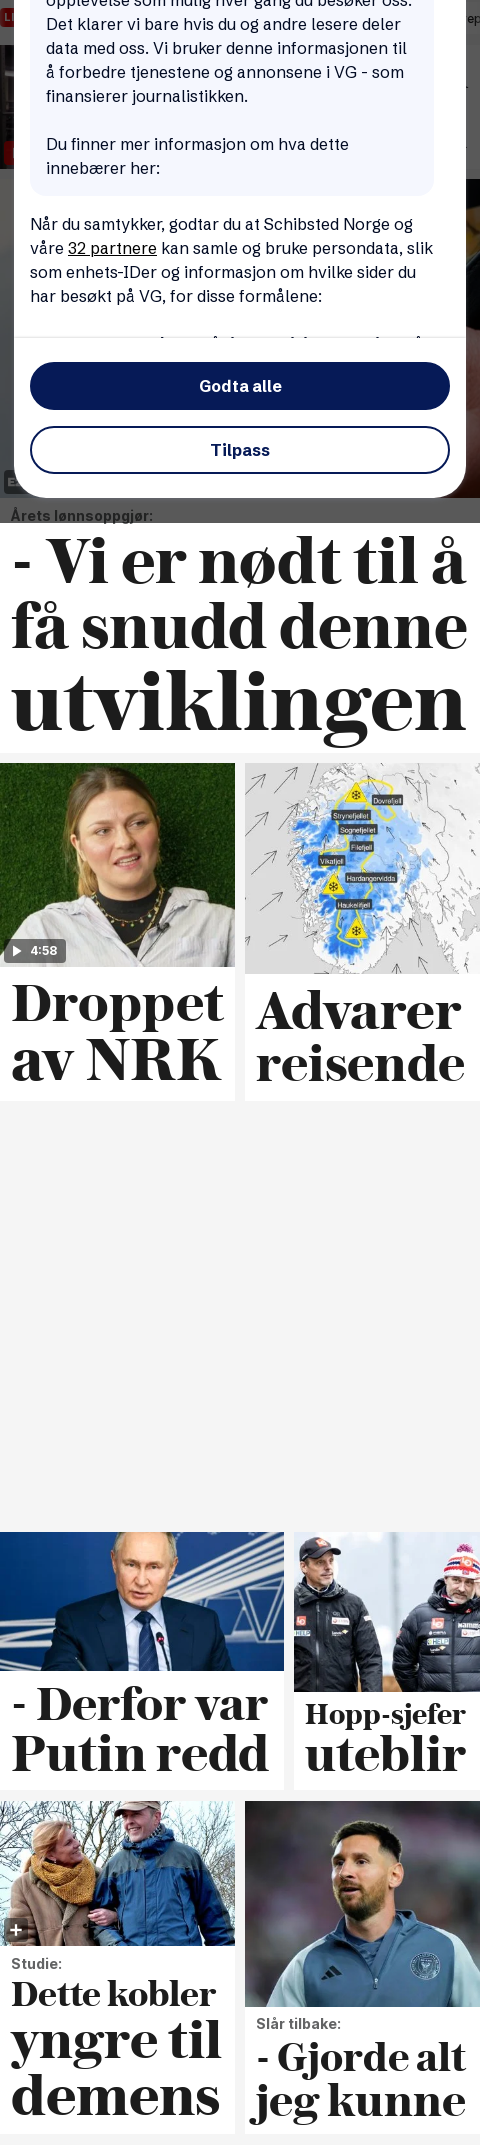 opplevelse som mulig hver gang du besøker oss.
Det klarer vi bare hvis du og andre lesere deler
data med oss. Vi bruker denne informasjonen til
å forbedre tjenestene og annonsene i VG - som
finansierer journalistikken.
Du finner mer informasjon om hva dette
innebærer her:
Når du samtykker, godtar du at Schibsted Norge og
våre 32 partnere kan samle og bruke persondata, slik
som enhets-IDer og informasjon om hvilke sider du
har besøkt på VG, for disse formålene:
Godta alle
Tilpass
Årets lønnsoppgjør:
- Vi er nødt til å
få snudd denne
utviklingen
4:58
Droppet
av NRK
Dovrefjell
Strynefjellet
Sognefjellet
Filefjell
Vikafjell
Hardangervidda
Haukelifjell
Advarer
reisende
- Derfor var
Putin redd
HELP
HELP
Hopp-sjefer
uteblir
Studie:
Dette kobler
yngre til
demens
Slår tilbake:
- Gjorde alt
jeg kunne